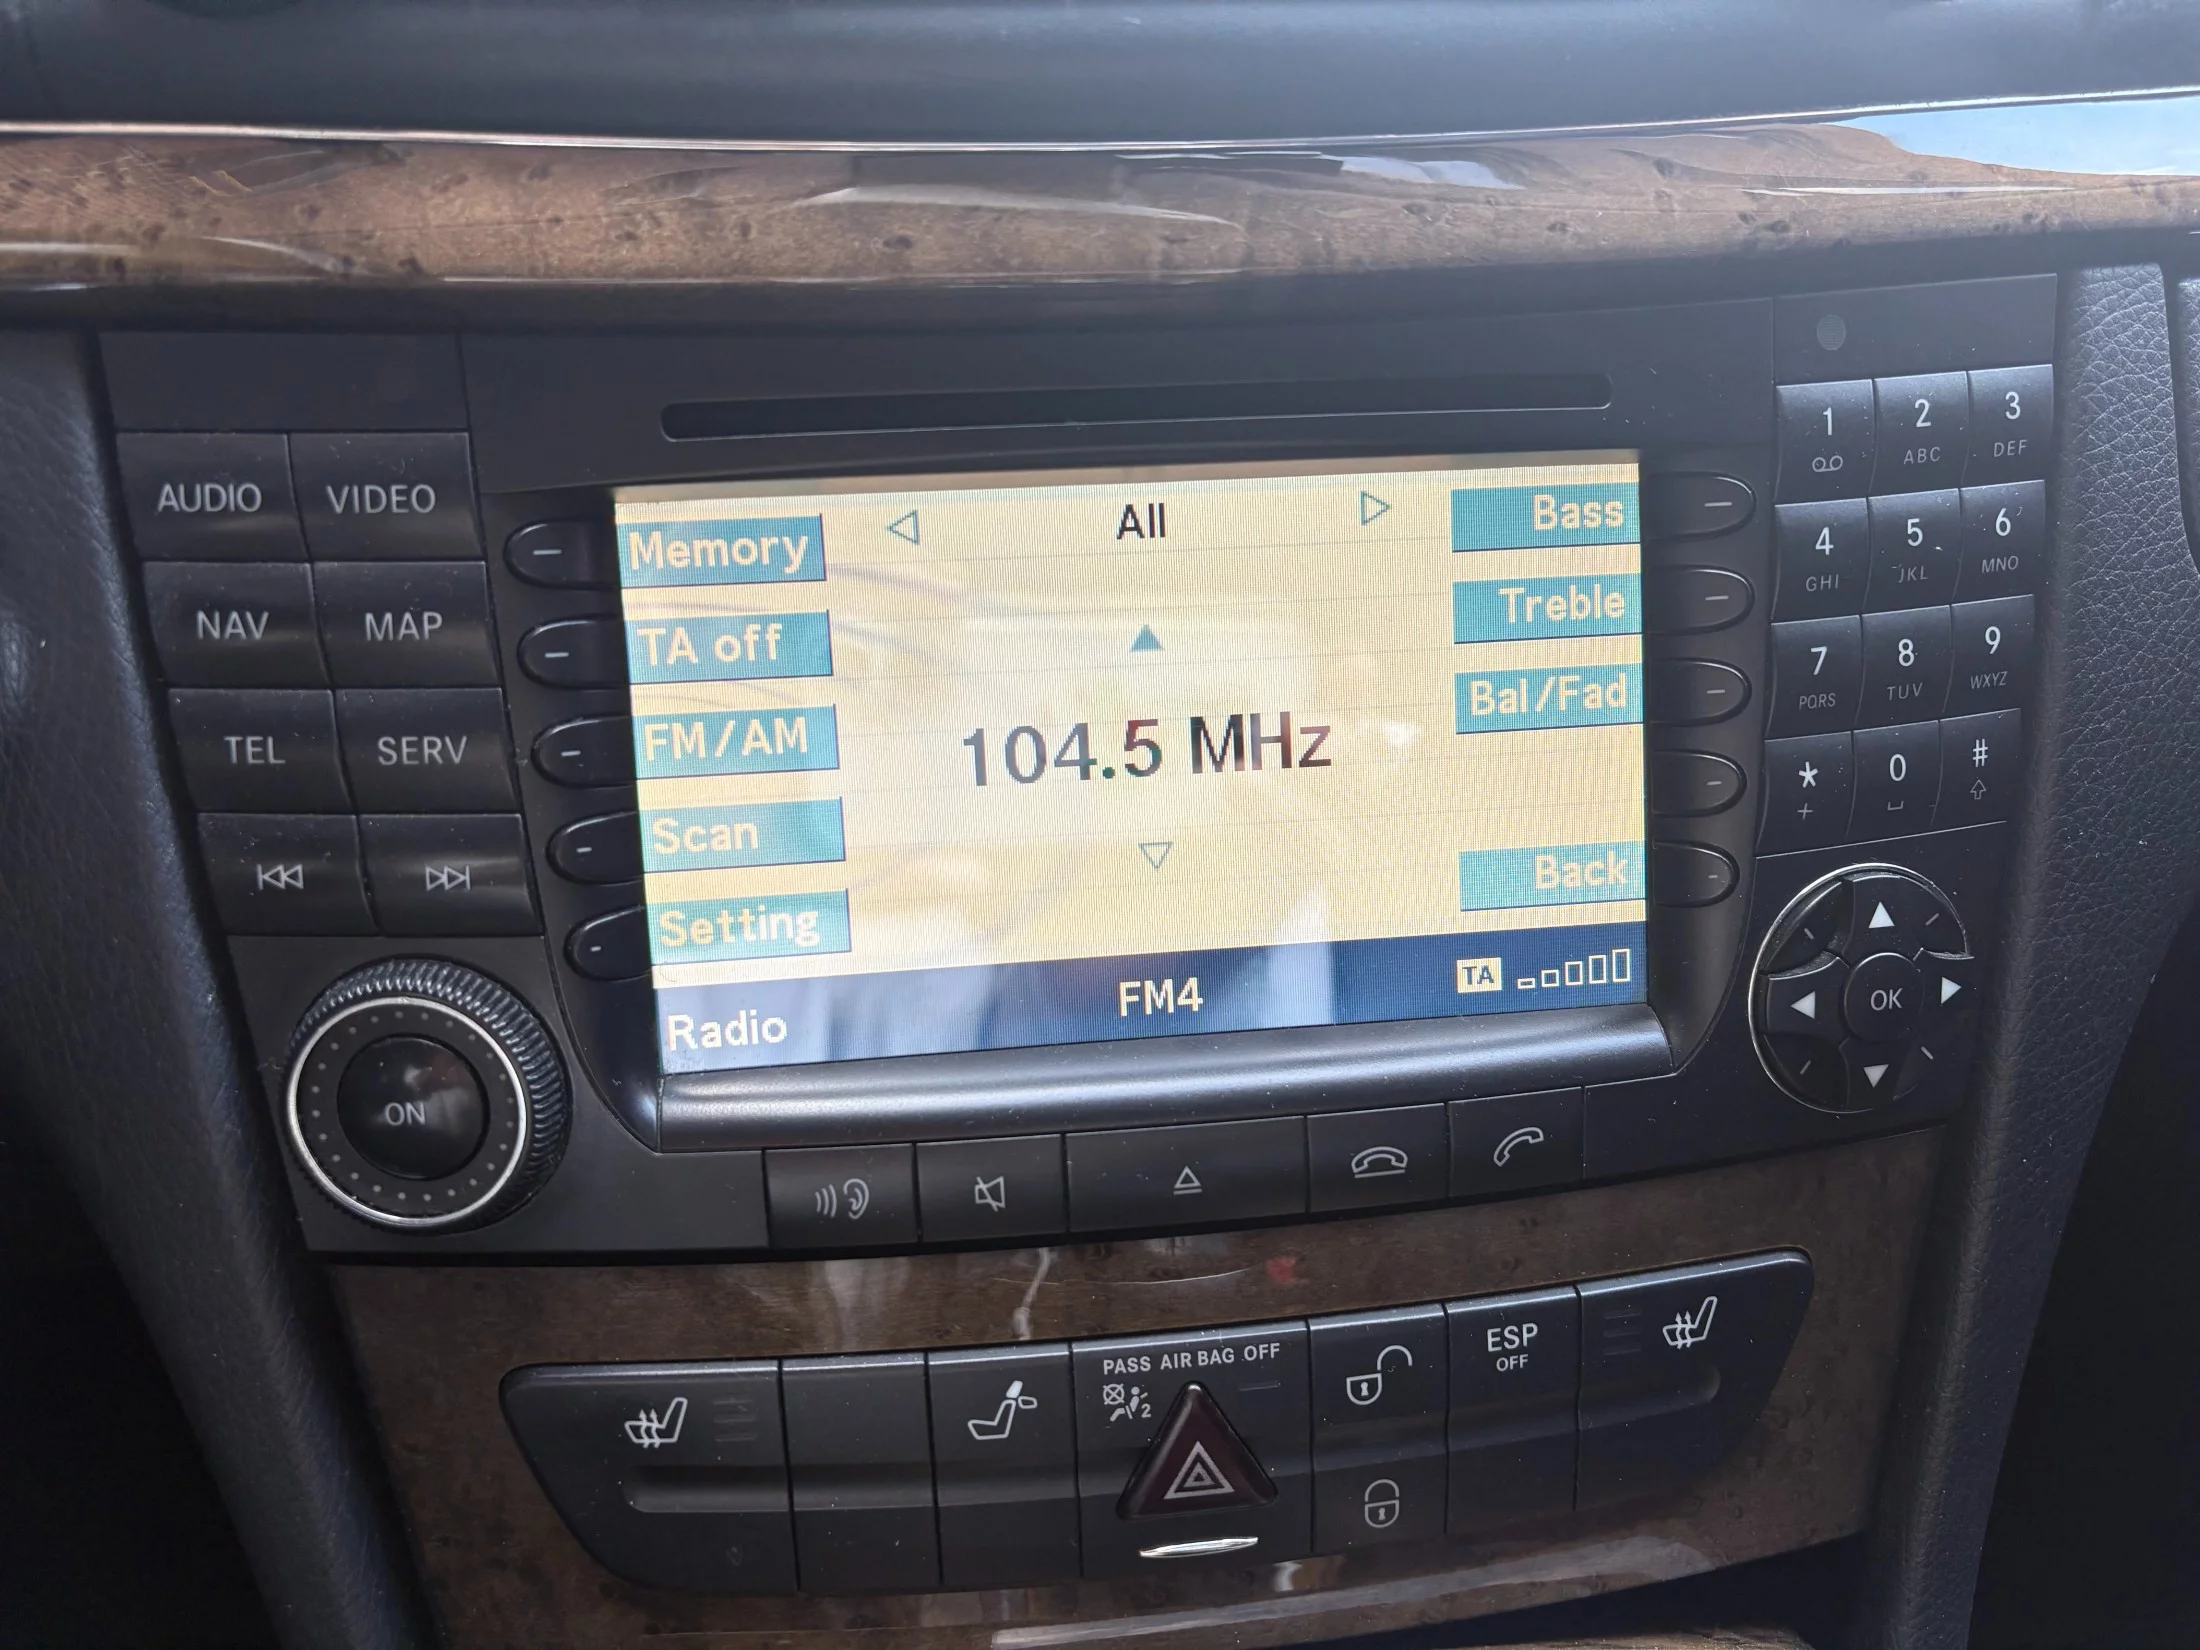 AUDIO VIDEO
NAV MAP
TEL SERV
ON
Memory
TA off
FM/AM
Scan
Setting
All
104.5 MHz
Bass
Treble
Bal/Fad
Back
Radio FM4 TA
1 2 ABC 3 DEF
4 GHI 5 JKL 6 MNO
7 PQRS 8 TUV 9 WXYZ
* + 0 #
OK
PASS AIR BAG OFF
2
ESP
OFF